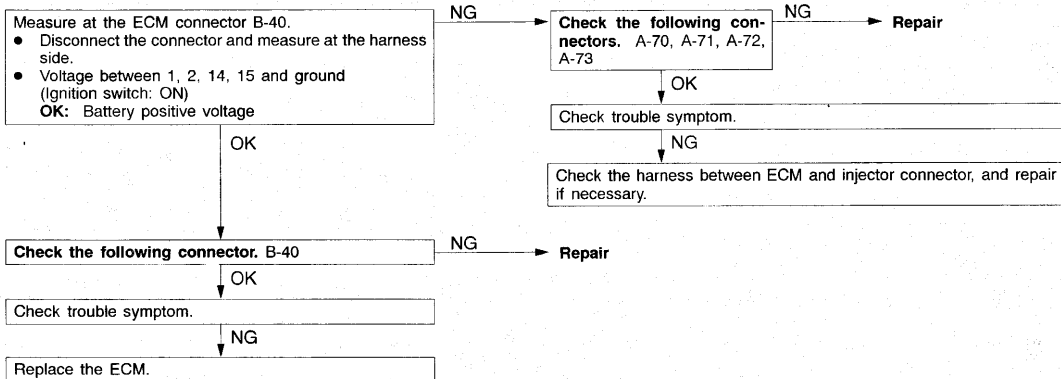 Measure at the ECM connector B-40.
● Disconnect the connector and measure at the harness
side.
● Voltage between 1, 2, 14, 15 and ground
(Ignition switch: ON)
OK: Battery positive voltage
NG
Check the following con-
nectors. A-70, A-71, A-72,
A-73
NG
Repair
OK
Check trouble symptom.
NG
Check the harness between ECM and injector connector, and repair
if necessary.
OK
Check the following connector. B-40
NG
Repair
OK
Check trouble symptom.
NG
Replace the ECM.